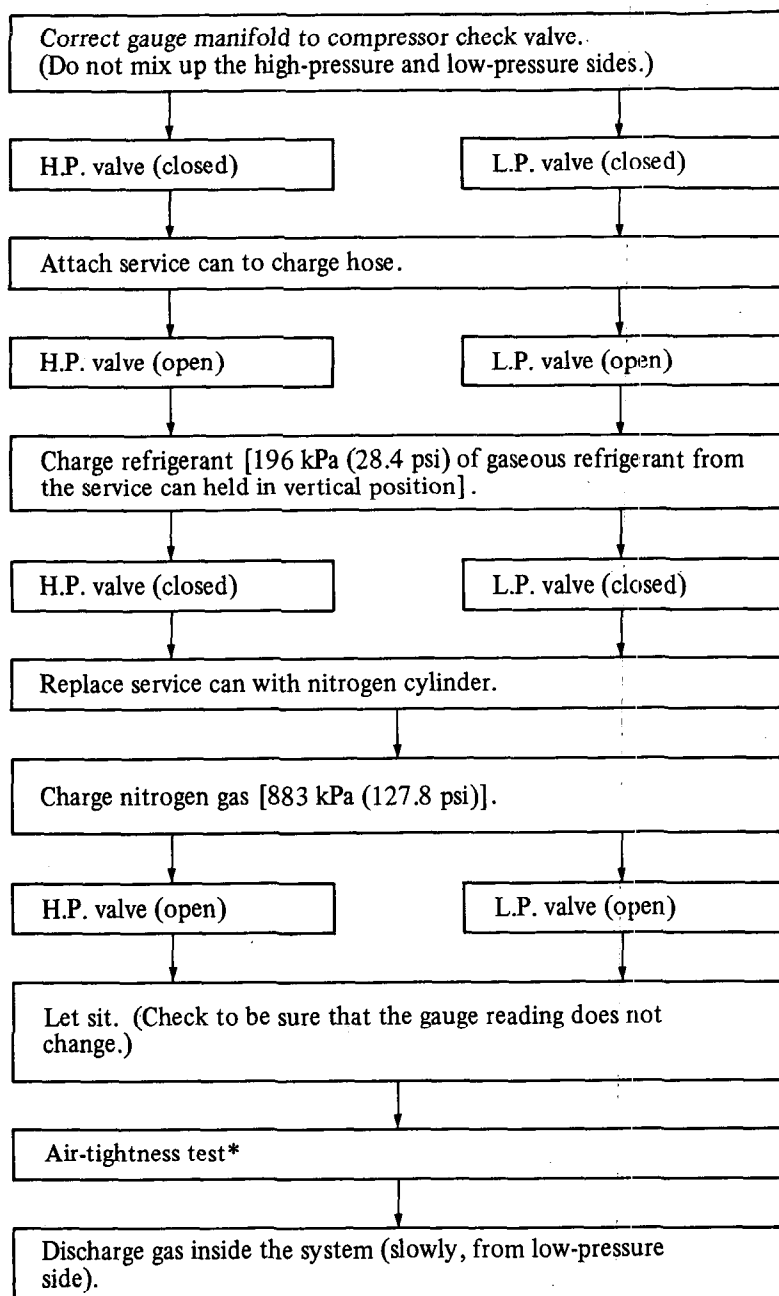 Correct gauge manifold to compressor check valve.
(Do not mix up the high-pressure and low-pressure sides.)
H.P. valve (closed)
L.P. valve (closed)
Attach service can to charge hose.
H.P. valve (open)
L.P. valve (open)
Charge refrigerant [196 kPa (28.4 psi) of gaseous refrigerant from
the service can held in vertical position].
H.P. valve (closed)
L.P. valve (closed)
Replace service can with nitrogen cylinder.
Charge nitrogen gas [883 kPa (127.8 psi)].
H.P. valve (open)
L.P. valve (open)
Let sit. (Check to be sure that the gauge reading does not
change.)
Air-tightness test*
Discharge gas inside the system (slowly, from low-pressure
side).